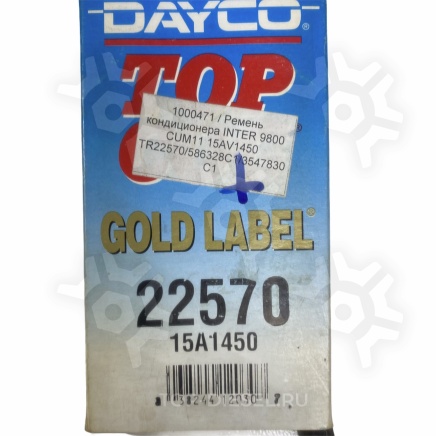 DAYCO®
TOP
1000471 / Ремень
кондиционера INTER 9800
CUM11 15AV1450
TR22570/586328C1/3547830
C1
GOLD LABEL®
22570
15A1450